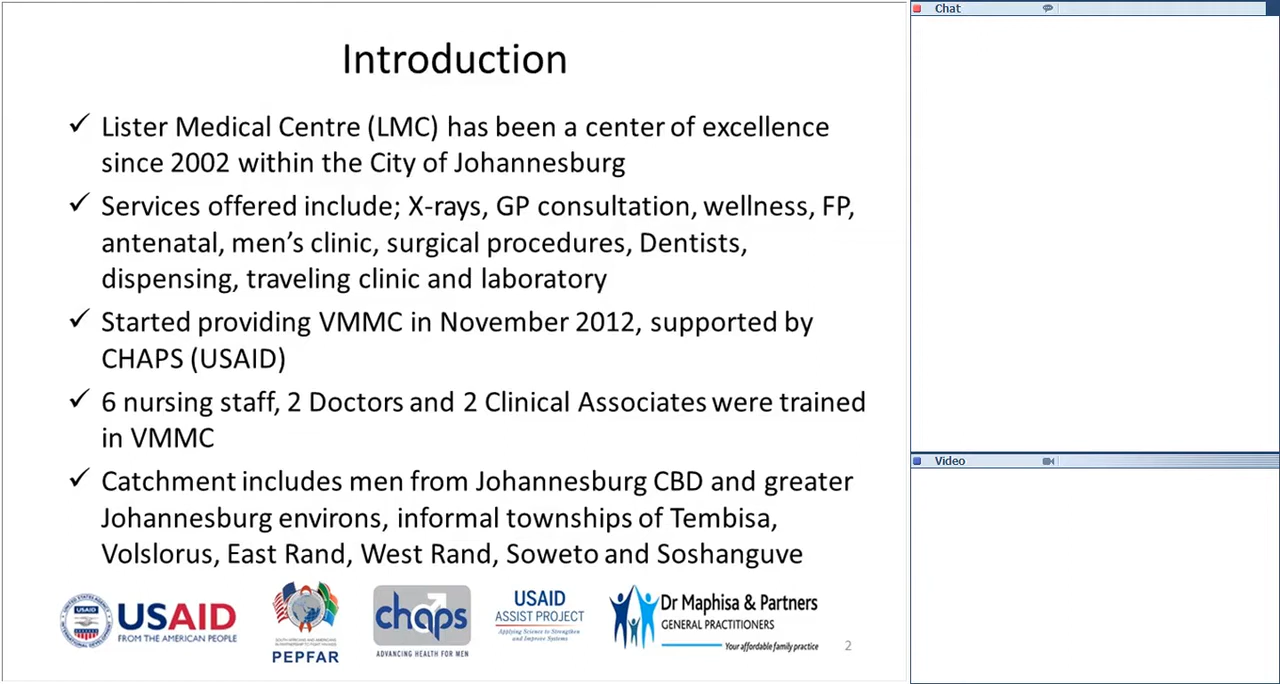 Introduction
✓ Lister Medical Centre (LMC) has been a center of excellence
since 2002 within the City of Johannesburg
✓ Services offered include; X-rays, GP consultation, wellness, FP,
antenatal, men's clinic, surgical procedures, Dentists,
dispensing, traveling clinic and laboratory
✓ Started providing VMMC in November 2012, supported by
CHAPS (USAID)
✓ 6 nursing staff, 2 Doctors and 2 Clinical Associates were trained
in VMMC
✓ Catchment includes men from Johannesburg CBD and greater
Johannesburg environs, informal townships of Tembisa,
Volslorus, East Rand, West Rand, Soweto and Soshanguve
USAID
FROM THE AMERICAN PEOPLE
PEPFAR
chaps
ADVANCING HEALTH FOR MEN
USAID
ASSIST PROJECT
Applying Science to Strengthen
and Improve Systems
Dr Maphisa & Partners
GENERAL PRACTITIONERS
Your affordable family practice
2
Chat
Video